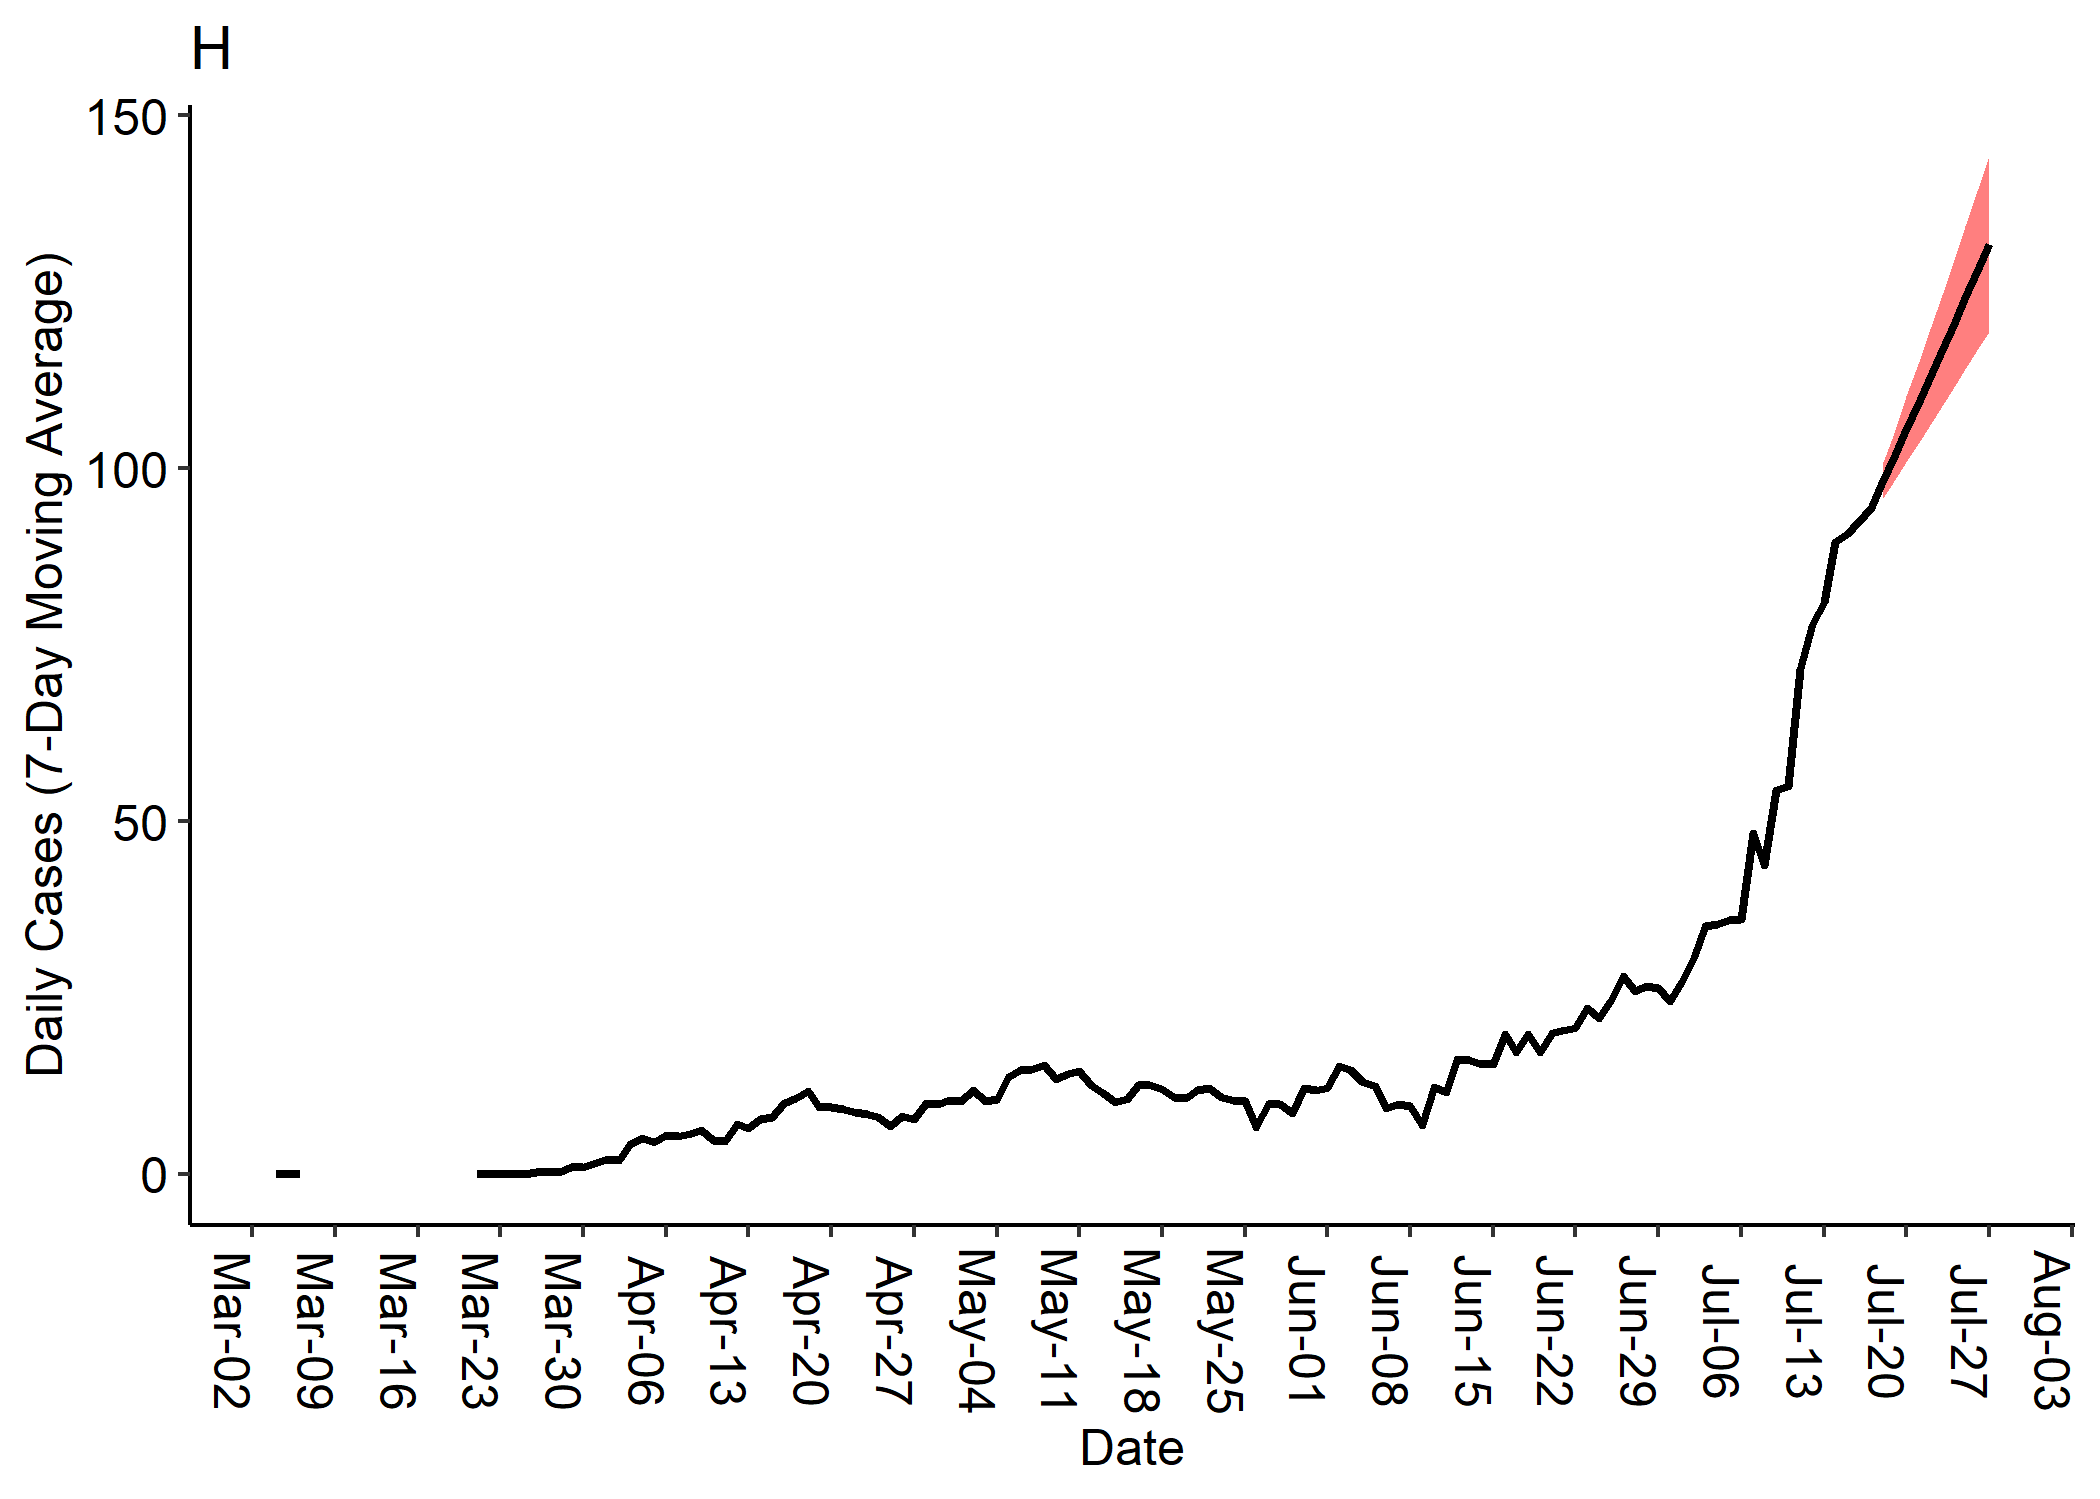 H
150
100
50
0
Daily Cases (7-Day Moving Average)
Mar-02
Mar-09
Mar-16
Mar-23
Mar-30
Apr-06
Apr-13
Apr-20
Apr-27
May-04
May-11
May-18
May-25
Jun-01
Jun-08
Jun-15
Jun-22
Jun-29
Jul-06
Jul-13
Jul-20
Jul-27
Aug-03
Date